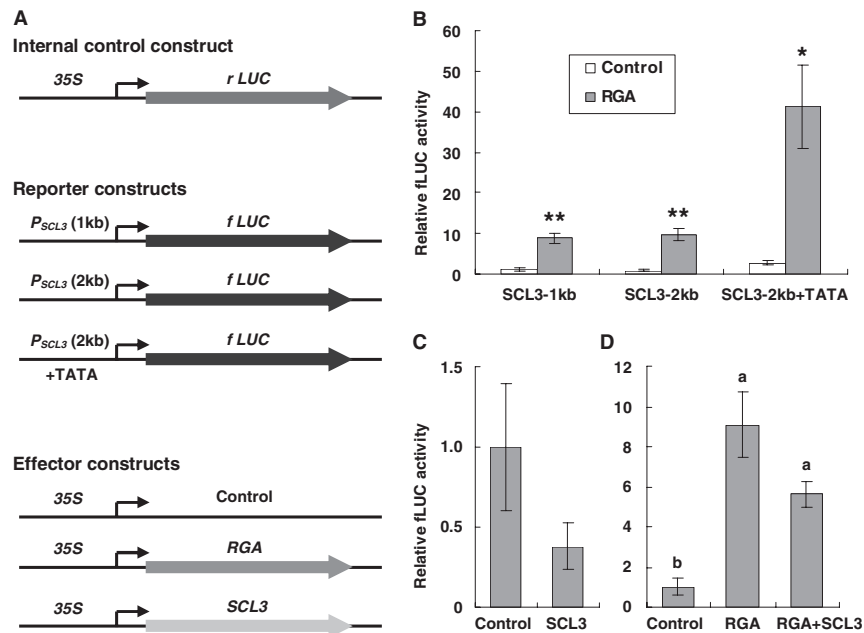 A
Internal control construct
35S
r LUC
Reporter constructs
PSCL3 (1kb)
f LUC
PSCL3 (2kb)
f LUC
PSCL3 (2kb)
f LUC
+TATA
Effector constructs
35S
Control
35S
RGA
35S
SCL3
B
Relative fLUC activity
60
50
40
30
20
10
0
Control
RGA
**
**
*
SCL3-1kb
SCL3-2kb
SCL3-2kb+TATA
C
Relative fLUC activity
1.5
1.0
0.5
0
Control
SCL3
D
12
10
8
6
4
2
0
b
a
a
Control
RGA
RGA+SCL3